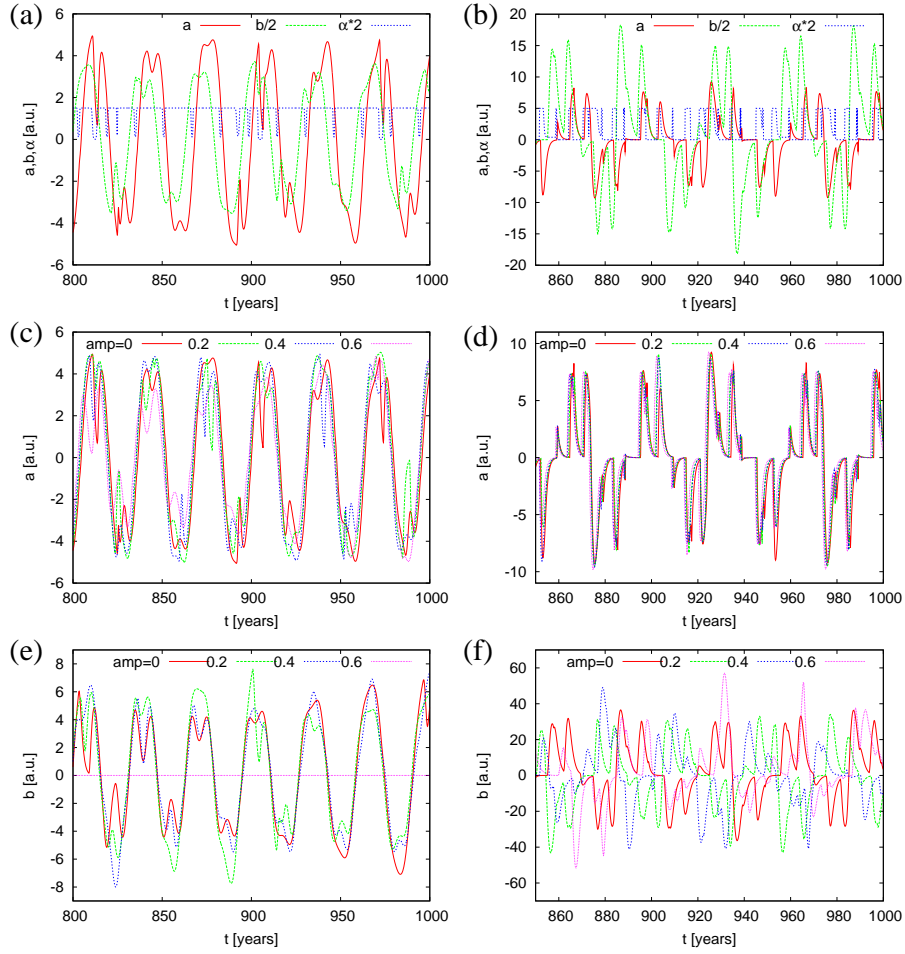 (a)
a b/2 α*2
6
4
2
0
-2
-4
-6
a,b,α [a.u.]
800 850 900 950 1000
t [years]
(b)
a b/2 α*2
20
15
10
5
0
-5
-10
-15
-20
a,b,α [a.u.]
860 880 900 920 940 960 980 1000
t [years]
(c)
amp=0 0.2 0.4 0.6
6
4
2
0
-2
-4
-6
a [a.u.]
800 850 900 950 1000
t [years]
(d)
amp=0 0.2 0.4 0.6
10
5
0
-5
-10
a [a.u.]
860 880 900 920 940 960 980 1000
t [years]
(e)
amp=0 0.2 0.4 0.6
8
6
4
2
0
-2
-4
-6
-8
b [a.u.]
800 850 900 950 1000
t [years]
(f)
amp=0 0.2 0.4 0.6
60
40
20
0
-20
-40
-60
b [a.u.]
860 880 900 920 940 960 980 1000
t [years]